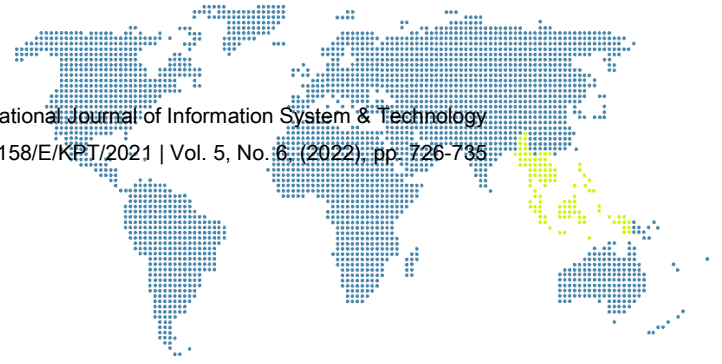 ational Journal of Information System & Technology
158/E/KPT/2021 | Vol. 5, No. 6, (2022), pp. 726-735